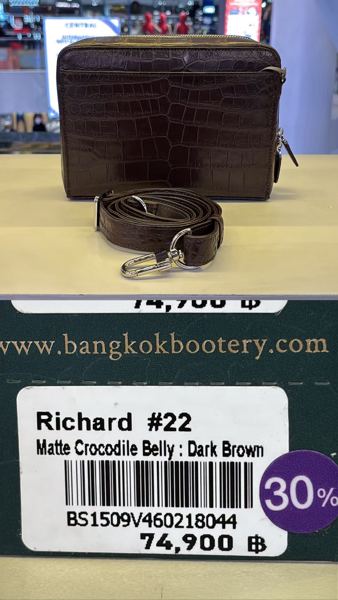 74,900 ฿
www.bangkokbootery.com
Richard #22
Matte Crocodile Belly : Dark Brown
30%
BS1509V460218044
74,900 ฿